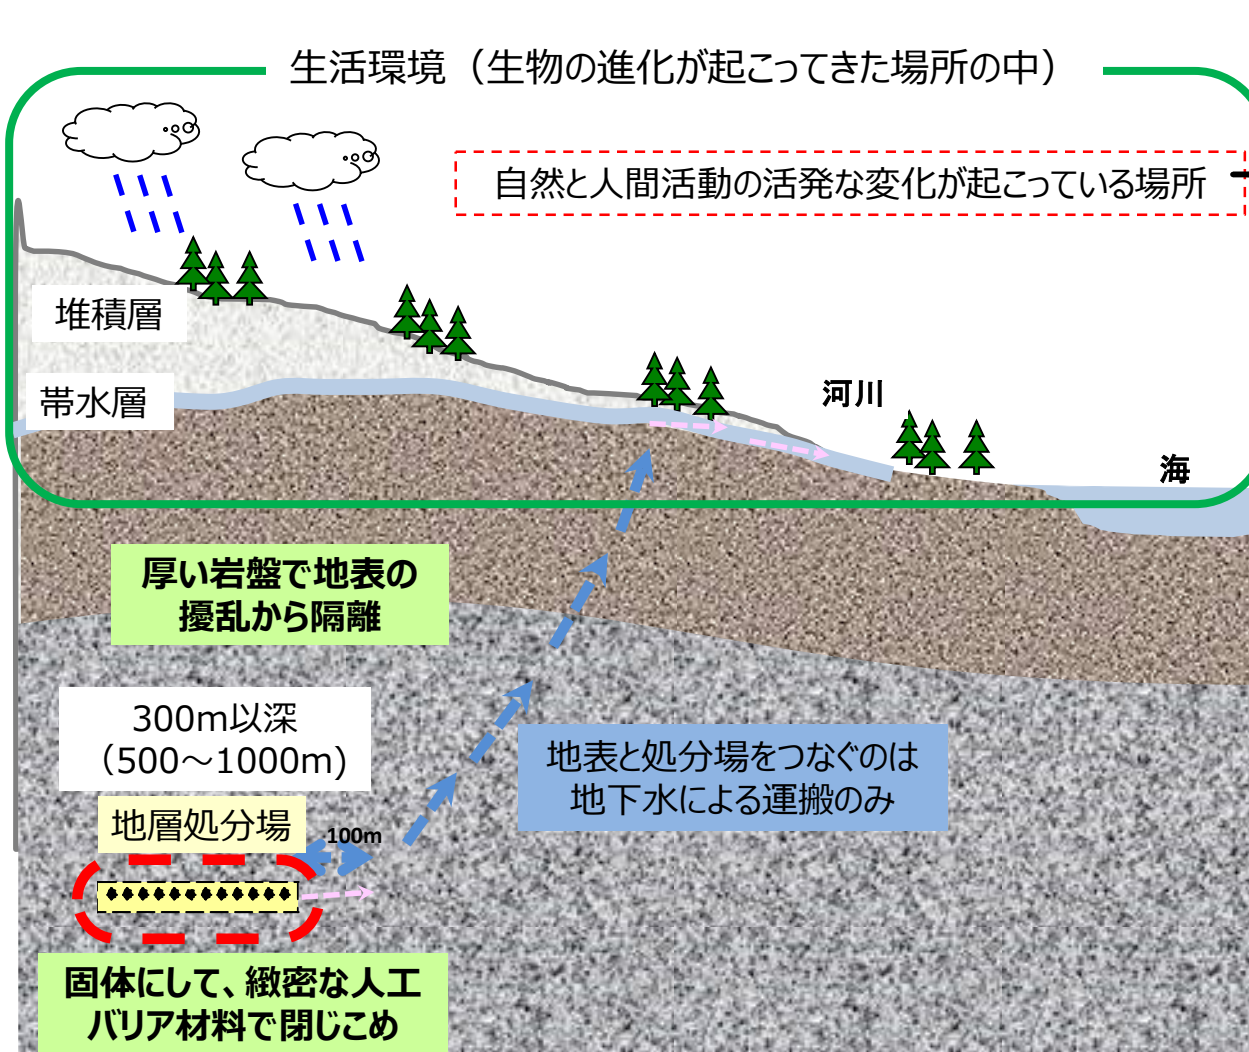 生活環境（生物の進化が起こってきた場所の中）
自然と人間活動の活発な変化が起こっている場所
堆積層
帯水層
河川
海
厚い岩盤で地表の
擾乱から隔離
300m以深
（500～1000m)
地表と処分場をつなぐのは
地下水による運搬のみ
地層処分場
100m
固体にして、緻密な人工
バリア材料で閉じこめ